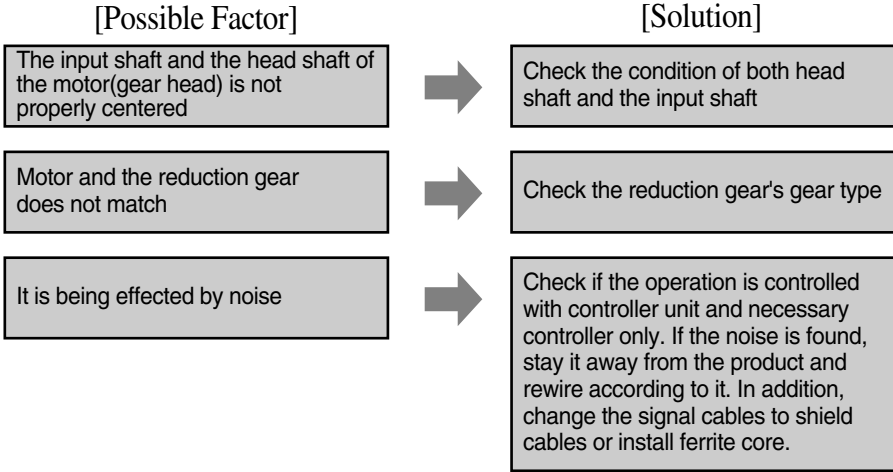 [Possible Factor]
[Solution]
The input shaft and the head shaft of
the motor(gear head) is not
properly centered
Check the condition of both head
shaft and the input shaft
Motor and the reduction gear
does not match
Check the reduction gear's gear type
It is being effected by noise
Check if the operation is controlled
with controller unit and necessary
controller only. If the noise is found,
stay it away from the product and
rewire according to it. In addition,
change the signal cables to shield
cables or install ferrite core.